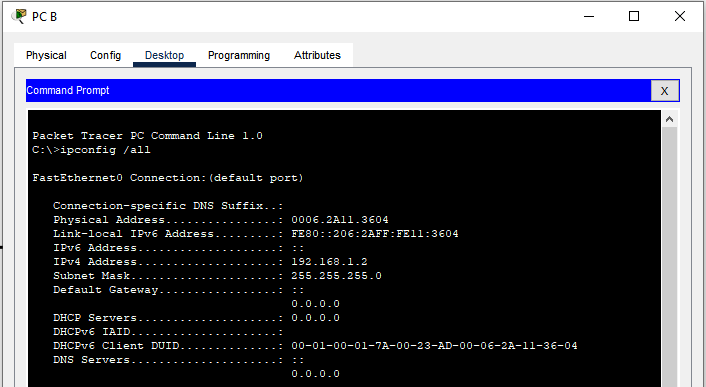 PC B
Physical Config Desktop Programming Attributes
Command Prompt X
Packet Tracer PC Command Line 1.0
C:\>ipconfig /all
FastEthernet0 Connection:(default port)
Connection-specific DNS Suffix..:
Physical Address................: 0006.2A11.3604
Link-local IPv6 Address.........: FE80::206:2AFF:FE11:3604
IPv6 Address....................: ::
IPv4 Address....................: 192.168.1.2
Subnet Mask.....................: 255.255.255.0
Default Gateway.................: ::
0.0.0.0
DHCP Servers....................: 0.0.0.0
DHCPv6 IAID.....................:
DHCPv6 Client DUID..............: 00-01-00-01-7A-00-23-AD-00-06-2A-11-36-04
DNS Servers.....................: ::
0.0.0.0